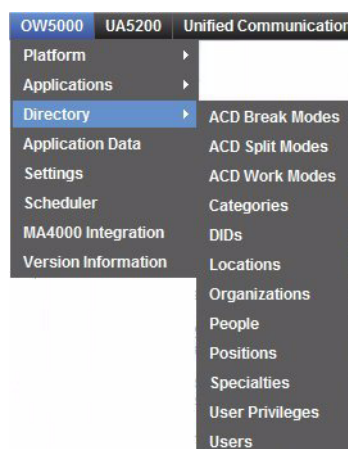 OW5000 UA5200 Unified Communication
Platform
Applications
Directory
Application Data
Settings
Scheduler
MA4000 Integration
Version Information
ACD Break Modes
ACD Split Modes
ACD Work Modes
Categories
DIDs
Locations
Organizations
People
Positions
Specialties
User Privileges
Users